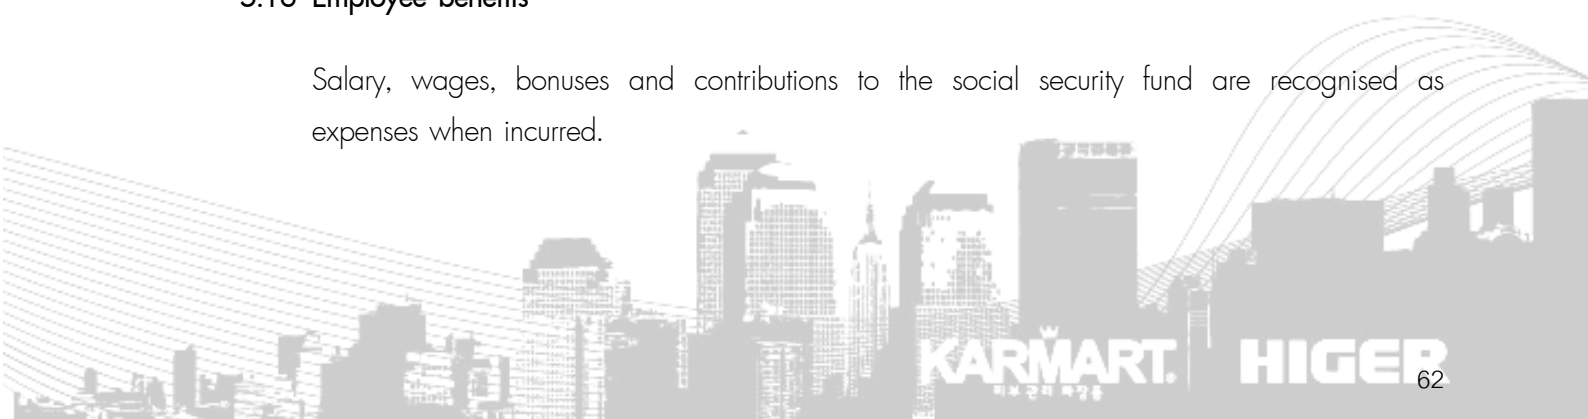 Employee benefits
Salary, wages, bonuses and contributions to the social security fund are recognised as
expenses when incurred.
KARMART.
HIGER
62